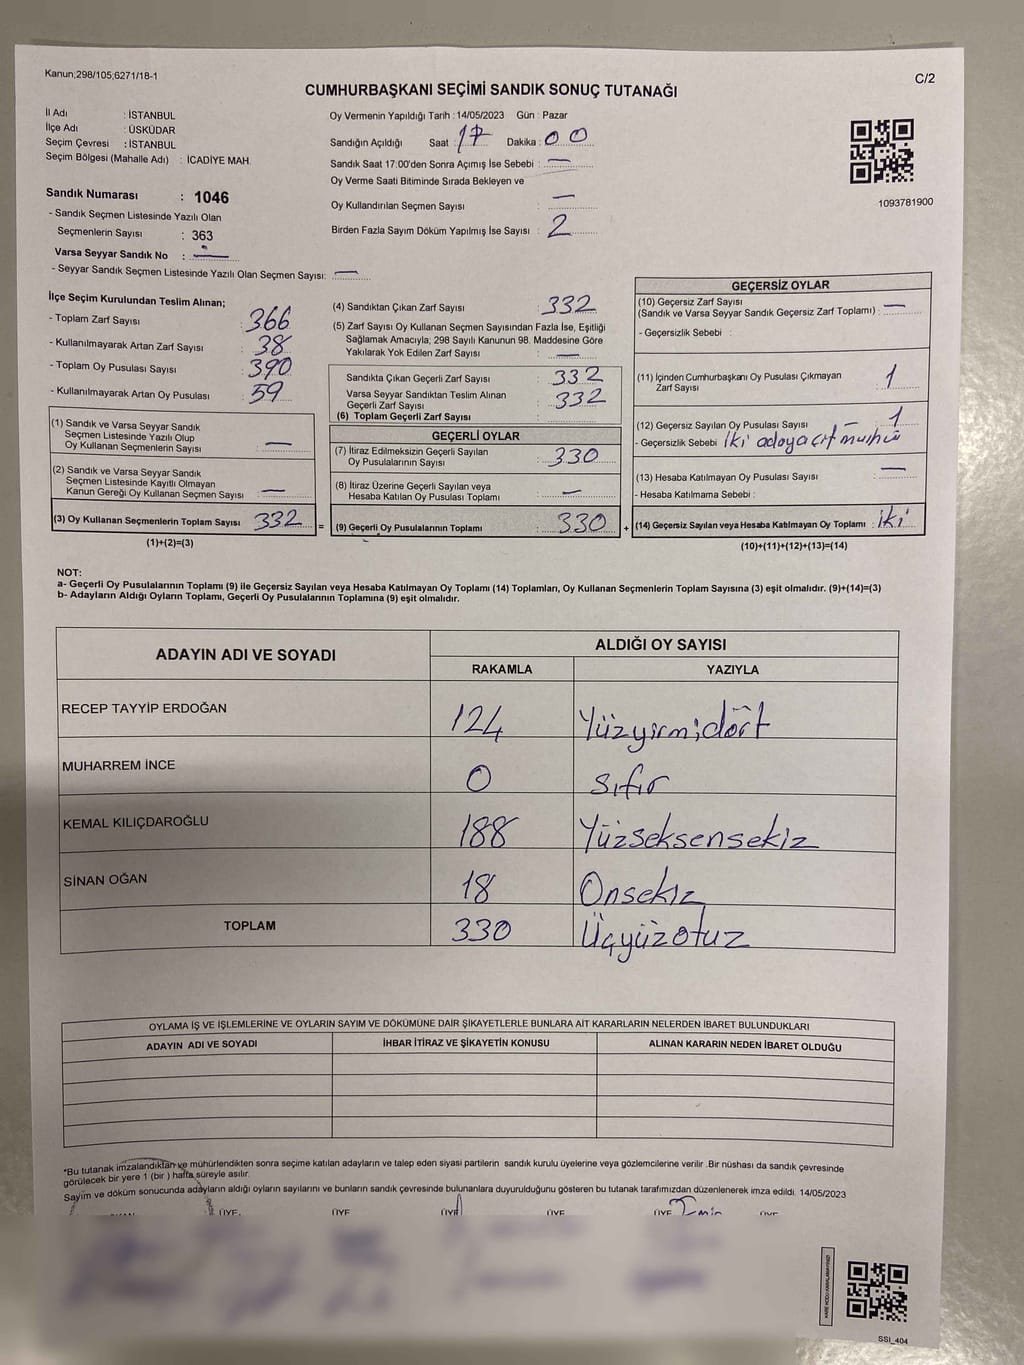 Kanun;298/105;6271/18-1
C/2
CUMHURBAŞKANI SEÇİMİ SANDIK SONUÇ TUTANAĞI
İl Adı : İSTANBUL
İlçe Adı : ÜSKÜDAR
Seçim Çevresi : İSTANBUL
Seçim Bölgesi (Mahalle Adı) : İCADİYE MAH.
Oy Vermenin Yapıldığı Tarih : 14/05/2023 Gün : Pazar
Sandığın Açıldığı Saat : 17 Dakika : 00
Sandık Saat 17:00'den Sonra Açımış İse Sebebi : —
Oy Verme Saati Bitiminde Sırada Bekleyen ve
Oy Kullandırılan Seçmen Sayısı : —
Birden Fazla Sayım Döküm Yapılmış İse Sayısı : 2
1093781900
Sandık Numarası : 1046
- Sandık Seçmen Listesinde Yazılı Olan
Seçmenlerin Sayısı : 363
Varsa Seyyar Sandık No : —
- Seyyar Sandık Seçmen Listesinde Yazılı Olan Seçmen Sayısı: —
İlçe Seçim Kurulundan Teslim Alınan;
- Toplam Zarf Sayısı : 366
- Kullanılmayarak Artan Zarf Sayısı : 38
- Toplam Oy Pusulası Sayısı : 390
- Kullanılmayarak Artan Oy Pusulası : 59
(1) Sandık ve Varsa Seyyar Sandık
Seçmen Listesinde Yazılı Olup
Oy Kullanan Seçmenlerin Sayısı : —
(2) Sandık ve Varsa Seyyar Sandık
Seçmen Listesinde Kayıtlı Olmayan
Kanun Gereği Oy Kullanan Seçmen Sayısı : —
(3) Oy Kullanan Seçmenlerin Toplam Sayısı : 332 =
(1)+(2)=(3)
(4) Sandıktan Çıkan Zarf Sayısı : 332
(5) Zarf Sayısı Oy Kullanan Seçmen Sayısından Fazla İse, Eşitliği
Sağlamak Amacıyla; 298 Sayılı Kanunun 98. Maddesine Göre
Yakılarak Yok Edilen Zarf Sayısı : —
Sandıkta Çıkan Geçerli Zarf Sayısı : 332
Varsa Seyyar Sandıktan Teslim Alınan
Geçerli Zarf Sayısı : 332
(6) Toplam Geçerli Zarf Sayısı :
GEÇERLİ OYLAR
(7) İtiraz Edilmeksizin Geçerli Sayılan
Oy Pusulalarının Sayısı : 330
(8) İtiraz Üzerine Geçerli Sayılan veya
Hesaba Katılan Oy Pusulası Toplamı : —
(9) Geçerli Oy Pusulalarının Toplamı : 330 +
GEÇERSİZ OYLAR
(10) Geçersiz Zarf Sayısı
(Sandık ve Varsa Seyyar Sandık Geçersiz Zarf Toplamı) : —
- Geçersizlik Sebebi :
(11) İçinden Cumhurbaşkanı Oy Pusulası Çıkmayan
Zarf Sayısı : 1
(12) Geçersiz Sayılan Oy Pusulası Sayısı : — 1
- Geçersizlik Sebebi : İki adaya çift mühür
(13) Hesaba Katılmayan Oy Pusulası Sayısı : —
- Hesaba Katılmama Sebebi :
(14) Geçersiz Sayılan veya Hesaba Katılmayan Oy Toplamı : iki
(10)+(11)+(12)+(13)=(14)
NOT:
a- Geçerli Oy Pusulalarının Toplamı (9) ile Geçersiz Sayılan veya Hesaba Katılmayan Oy Toplamı (14) Toplamları, Oy Kullanan Seçmenlerin Toplam Sayısına (3) eşit olmalıdır. (9)+(14)=(3)
b- Adayların Aldığı Oyların Toplamı, Geçerli Oy Pusulalarının Toplamına (9) eşit olmalıdır.
ADAYIN ADI VE SOYADI
ALDIĞI OY SAYISI
RAKAMLA YAZIYLA
RECEP TAYYİP ERDOĞAN 124 Yüzyirmidört
MUHARREM İNCE 0 Sıfır
KEMAL KILIÇDAROĞLU 188 Yüzseksensekiz
SİNAN OĞAN 18 Onsekiz
TOPLAM 330 Üçyüzotuz
OYLAMA İŞ VE İŞLEMLERİNE VE OYLARIN SAYIM VE DÖKÜMÜNE DAİR ŞİKAYETLERLE BUNLARA AİT KARARLARIN NELERDEN İBARET BULUNDUKLARI
ADAYIN ADI VE SOYADI İHBAR İTİRAZ VE ŞİKAYETİN KONUSU ALINAN KARARIN NEDEN İBARET OLDUĞU
*Bu tutanak imzalandıktan ve mühürlendikten sonra seçime katılan adayların ve talep eden siyasi partilerin sandık kurulu üyelerine veya gözlemcilerine verilir .Bir nüshası da sandık çevresinde
görülecek bir yere 1 (bir ) hafta süreyle asılır.
Sayım ve döküm sonucunda adayların aldığı oyların sayılarını ve bunların sandık çevresinde bulunanlara duyurulduğunu gösteren bu tutanak tarafımızdan düzenlenerek imza edildi. 14/05/2023
ÜYE ÜYE ÜYE ÜYE ÜYE ÜYE
SSI_404